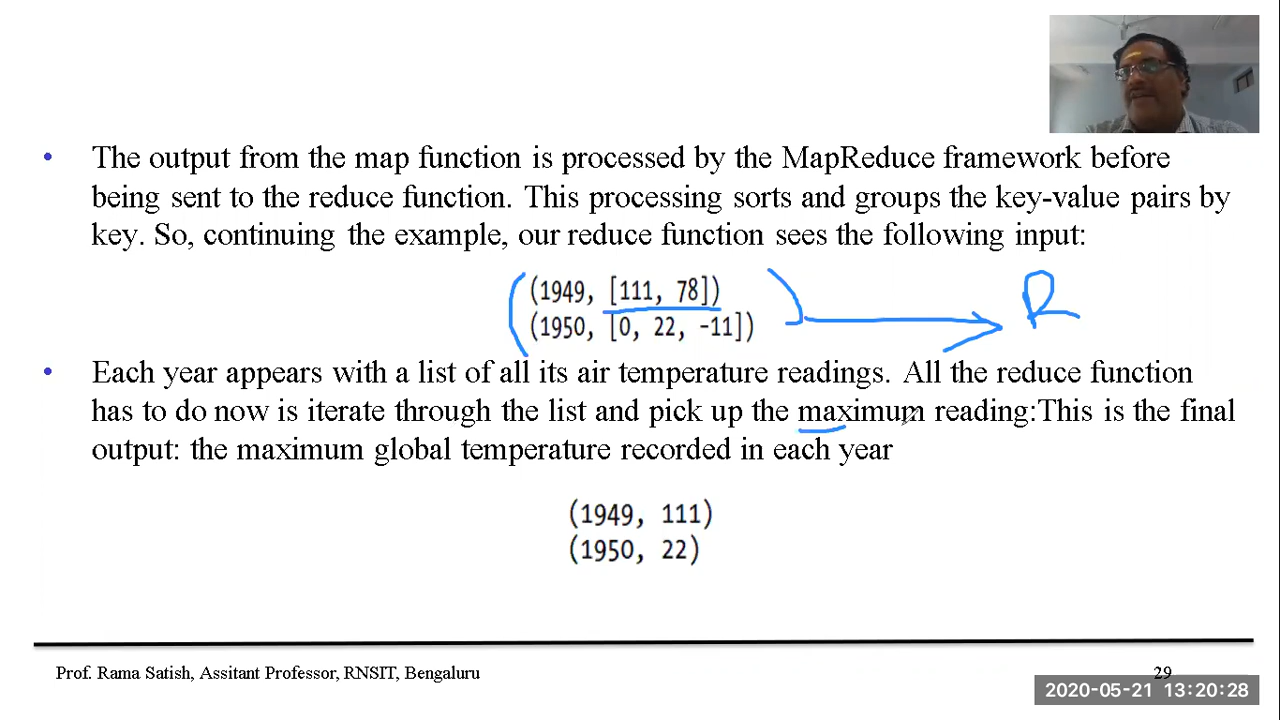 • The output from the map function is processed by the MapReduce framework before
being sent to the reduce function. This processing sorts and groups the key-value pairs by
key. So, continuing the example, our reduce function sees the following input:
(1949, [111, 78])
(1950, [0, 22, -11])
R
• Each year appears with a list of all its air temperature readings. All the reduce function
has to do now is iterate through the list and pick up the maximum reading:This is the final
output: the maximum global temperature recorded in each year
(1949, 111)
(1950, 22)
Prof. Rama Satish, Assitant Professor, RNSIT, Bengaluru
29
2020-05-21 13:20:28